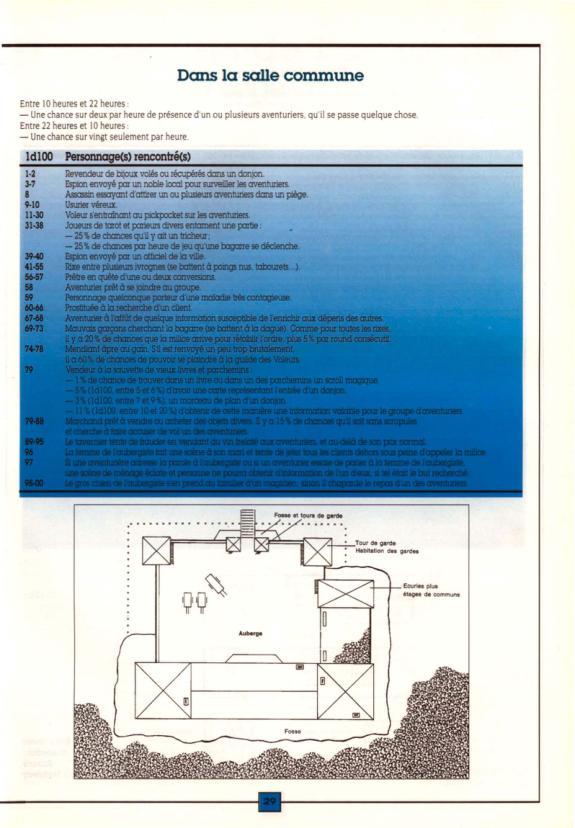 Dans la salle commune
Entre 10 heures et 22 heures :
— Une chance sur deux par heure de présence d'un ou plusieurs aventuriers, qu'il se passe quelque chose.
Entre 22 heures et 10 heures :
— Une chance sur vingt seulement par heure.
1d100 Personnage(s) rencontré(s)
1-2 Revendeur de bijoux volés ou récupérés dans un donjon.
3-7 Espion envoyé par un noble local pour surveiller les aventuriers.
8 Assassin essayant d'attirer un ou plusieurs aventuriers dans un piège.
9-10 Usurier véreux.
11-30 Voleur s'entraînant au pickpocket sur les aventuriers.
31-38 Joueurs de tarot et parieurs divers entament une partie :
— 25 % de chances qu'il y ait un tricheur ;
— 25 % de chances par heure de jeu qu'une bagarre se déclenche.
39-40 Espion envoyé par un officiel de la ville.
41-55 Rixe entre plusieurs ivrognes (se battent à poings nus, tabourets...).
56-57 Prêtre en quête d'une ou deux conversions.
58 Aventurier prêt à se joindre au groupe.
59 Personnage quelconque porteur d'une maladie très contagieuse.
60-66 Prostituée à la recherche d'un client.
67-68 Aventurier à l'affût de quelque information susceptible de l'enrichir aux dépens des autres.
69-73 Mauvais garçons cherchant la bagarre (se battent à la dague). Comme pour toutes les rixes,
il y a 20 % de chances que la milice arrive pour rétablir l'ordre, plus 5 % par round consécutif.
74-78 Mendiant âpre au gain. S'il est renvoyé un peu trop brutalement,
il a 60 % de chances de pouvoir se plaindre à la guilde des Voleurs.
79 Vendeur à la sauvette de vieux livres et parchemins :
— 1 % de chance de trouver dans un livre ou dans un des parchemins un scroll magique.
— 5 % (1d100, entre 5 et 6 %) d'avoir une carte représentant l'entrée d'un donjon.
— 3 % (1d100, entre 7 et 9 %), un morceau de plan d'un donjon.
— 11 % (1d100, entre 10 et 20 %) d'obtenir de cette manière une information valable pour le groupe d'aventuriers.
79-88 Marchand prêt à vendre ou acheter des objets divers. Il y a 15 % de chances qu'il soit sans scrupules
et cherche à faire accuser de vol un des aventuriers.
89-95 Le tavernier tente de frauder en vendant du vin frelaté aux aventuriers, et au-delà de son prix normal.
96 La femme de l'aubergiste fait une scène à son mari et tente de jeter tous les clients dehors sous peine d'appeler la milice.
97 Si une aventurière adresse la parole à l'aubergiste ou si un aventurier essaie de parler à la femme de l'aubergiste,
une scène de ménage éclate et personne ne pourra obtenir d'information de l'un d'eux, si tel était le but recherché.
98-00 Le gros chien de l'aubergiste s'en prend au familier d'un magicien, sinon il chaparde le repas d'un des aventuriers.
Fosse et tours de garde
Tour de garde
Habitation des gardes
Ecuries plus
étages de communs
Auberge
Fosse
29